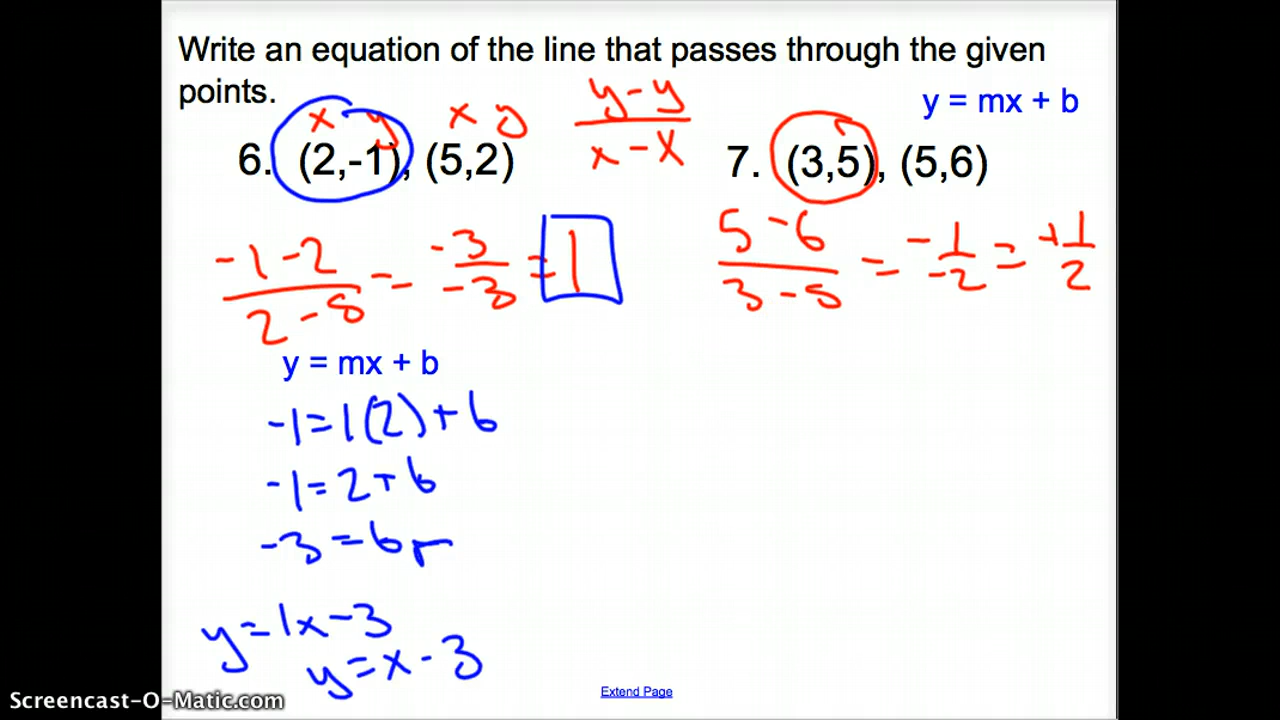 Write an equation of the line that passes through the given
points.
y = mx + b
x y x y
y - y
x - x
6. (2,-1), (5,2)
7. (3,5), (5,6)
-1 - 2 / 2 - 5 = -3 / -3 = 1
5 - 6 / 3 - 5 = -1 / -2 = +1 / 2
y = mx + b
-1 = 1(2) + b
-1 = 2 + b
-3 = b
y = 1x - 3
y = x - 3
Extend Page
Screencast-O-Matic.com